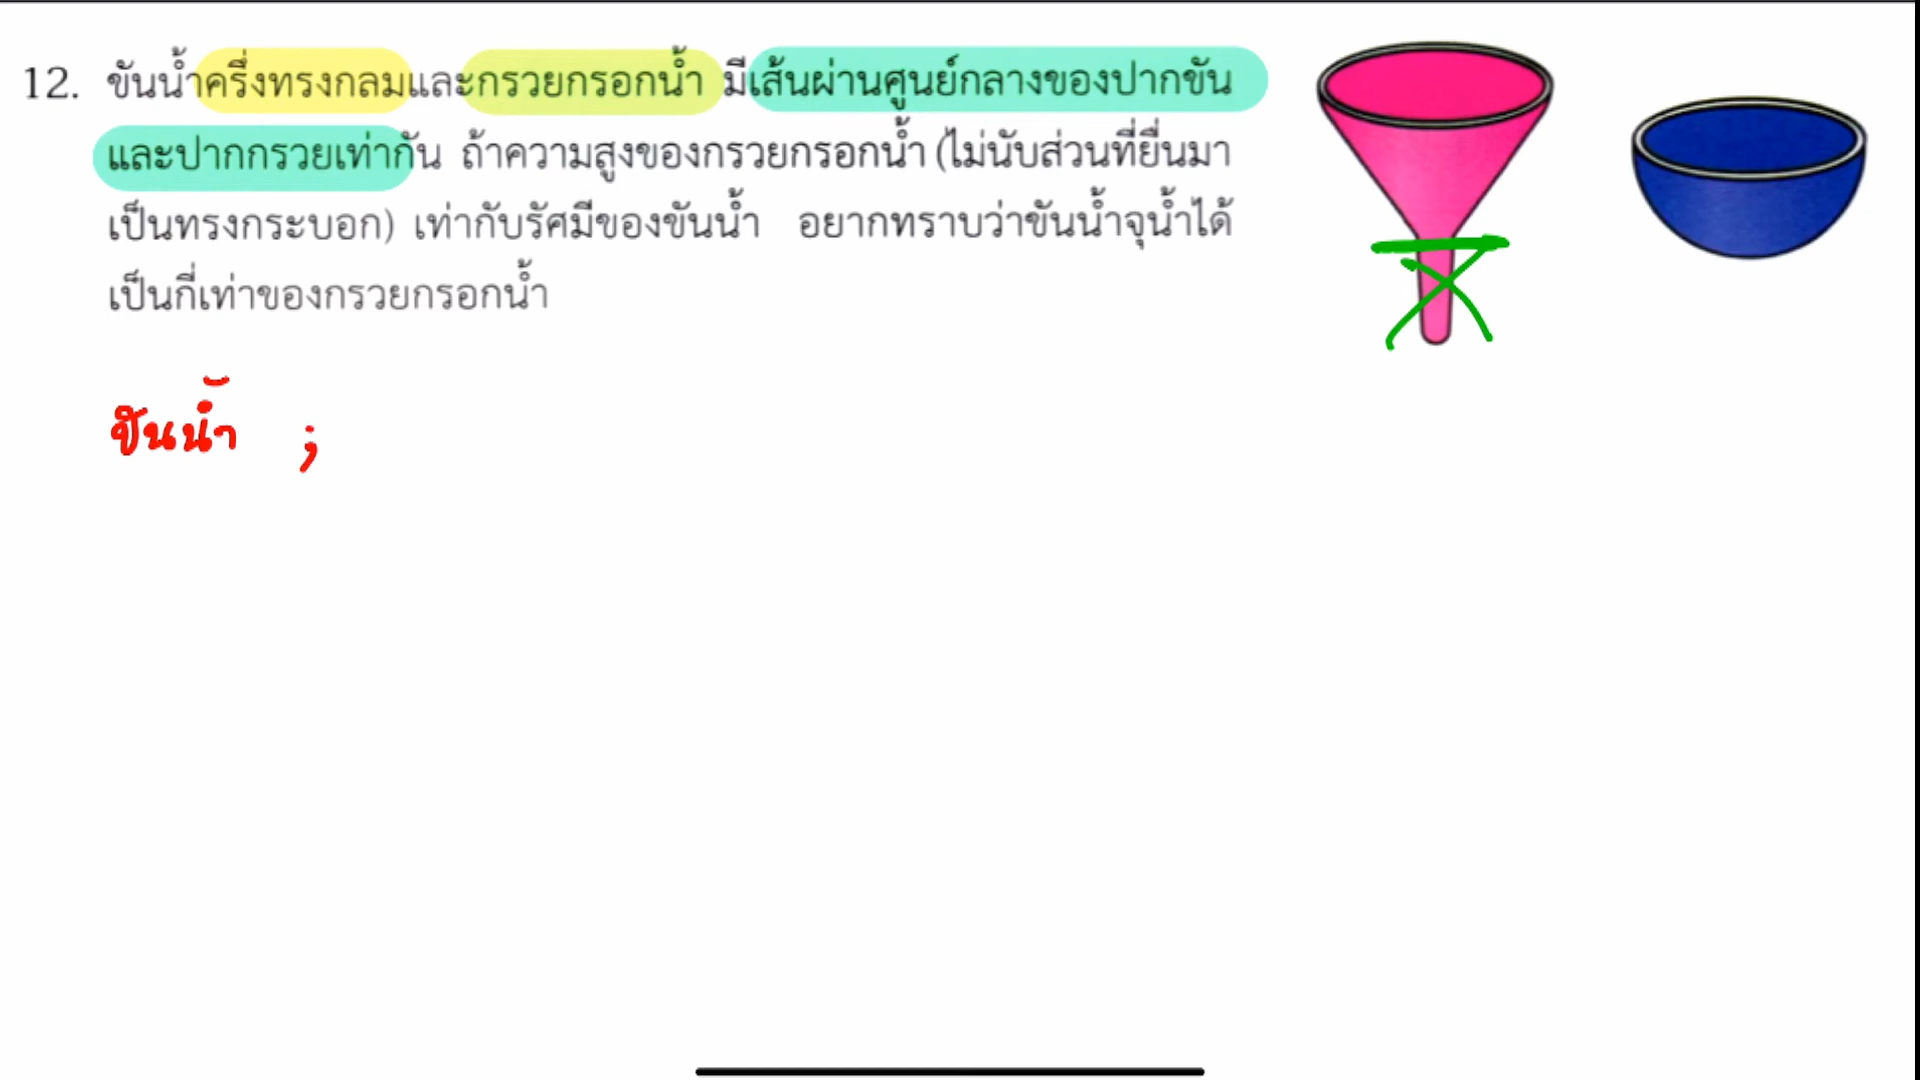 12. ขันน้ำครึ่งทรงกลมและกรวยกรอกน้ำ มีเส้นผ่านศูนย์กลางของปากขัน
และปากกรวยเท่ากัน ถ้าความสูงของกรวยกรอกน้ำ (ไม่นับส่วนที่ยื่นมา
เป็นทรงกระบอก) เท่ากับรัศมีของขันน้ำ อยากทราบว่าขันน้ำจุน้ำได้
เป็นกี่เท่าของกรวยกรอกน้ำ
ขันน้ำ ;